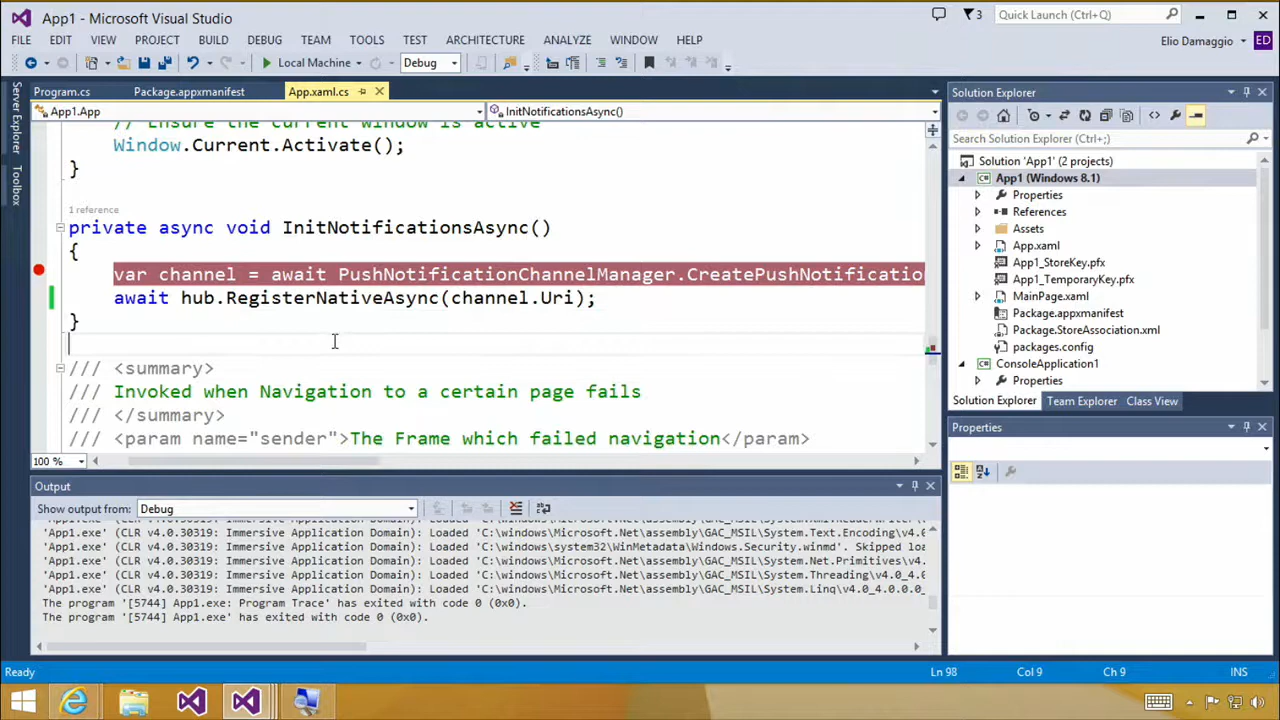 App1 - Microsoft Visual Studio
3
Quick Launch (Ctrl+Q)
FILE EDIT VIEW PROJECT BUILD DEBUG TEAM TOOLS TEST ARCHITECTURE ANALYZE WINDOW HELP
Elio Damaggio
ED
Local Machine
Debug
Server Explorer
Toolbox
Program.cs
Package.appxmanifest
App.xaml.cs
App1.App
InitNotificationsAsync()
// Ensure the current window is active
Window.Current.Activate();
}
1 reference
private async void InitNotificationsAsync()
{
var channel = await PushNotificationChannelManager.CreatePushNotificatio
await hub.RegisterNativeAsync(channel.Uri);
}
/// <summary>
/// Invoked when Navigation to a certain page fails
/// </summary>
/// <param name="sender">The Frame which failed navigation</param>
100 %
Output
Show output from: Debug
'App1.exe' (CLR v4.0.30319: Immersive Application Domain): Loaded 'C:\windows\Microsoft.Net\assembly\GAC_MSIL\System.Text.Encoding\v4.0
'App1.exe' (CLR v4.0.30319: Immersive Application Domain): Loaded 'C:\windows\system32\WinMetadata\Windows.Security.winmd'. Skipped loa
'App1.exe' (CLR v4.0.30319: Immersive Application Domain): Loaded 'C:\windows\Microsoft.Net\assembly\GAC_MSIL\System.Net.Primitives\v4.
'App1.exe' (CLR v4.0.30319: Immersive Application Domain): Loaded 'C:\windows\Microsoft.Net\assembly\GAC_MSIL\System.Threading\v4.0_4.0
'App1.exe' (CLR v4.0.30319: Immersive Application Domain): Loaded 'C:\windows\Microsoft.Net\assembly\GAC_MSIL\System.Linq\v4.0_4.0.0.0_
The program '[5744] App1.exe: Program Trace' has exited with code 0 (0x0).
The program '[5744] App1.exe' has exited with code 0 (0x0).
Solution Explorer
Search Solution Explorer (Ctrl+;)
Solution 'App1' (2 projects)
App1 (Windows 8.1)
Properties
References
Assets
App.xaml
App1_StoreKey.pfx
App1_TemporaryKey.pfx
MainPage.xaml
Package.appxmanifest
Package.StoreAssociation.xml
packages.config
ConsoleApplication1
Properties
Solution Explorer Team Explorer Class View
Properties
Ready
Ln 98
Col 9
Ch 9
INS